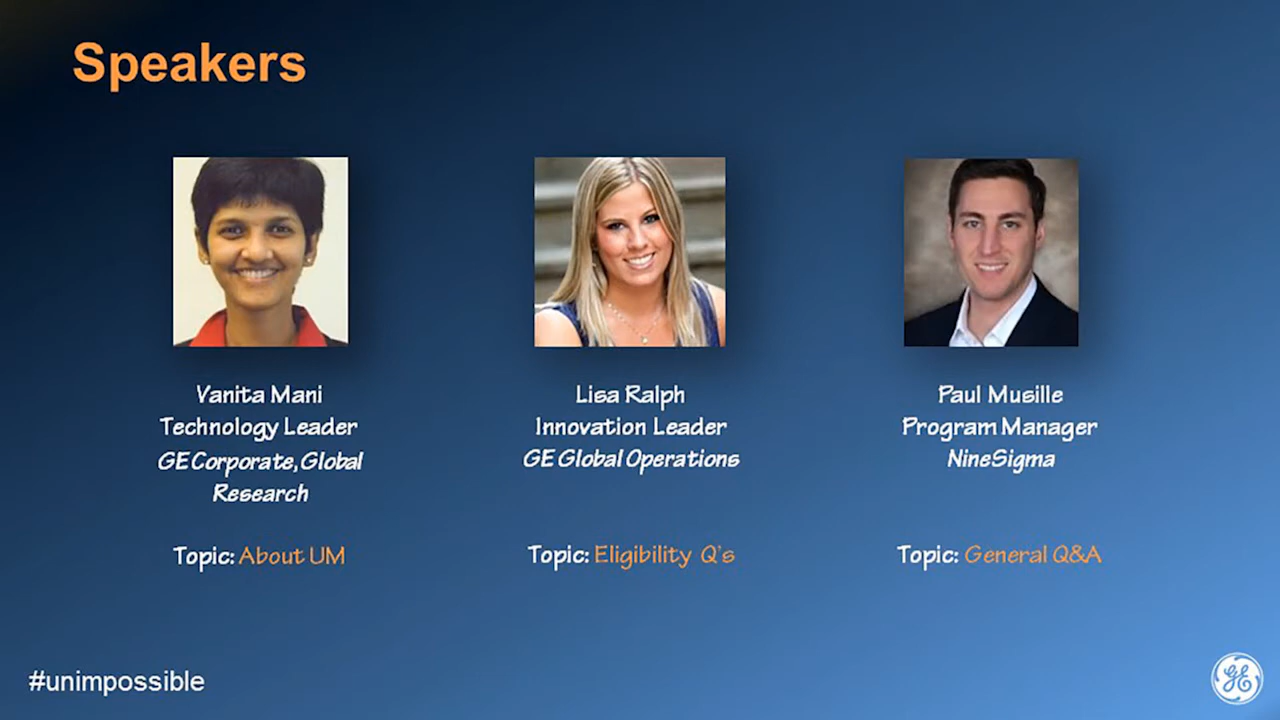 Speakers
Vanita Mani
Technology Leader
GE Corporate, Global
Research
Topic: About UM
Lisa Ralph
Innovation Leader
GE Global Operations
Topic: Eligibility Q's
Paul Musille
Program Manager
NineSigma
Topic: General Q&A
#unimpossible
GE